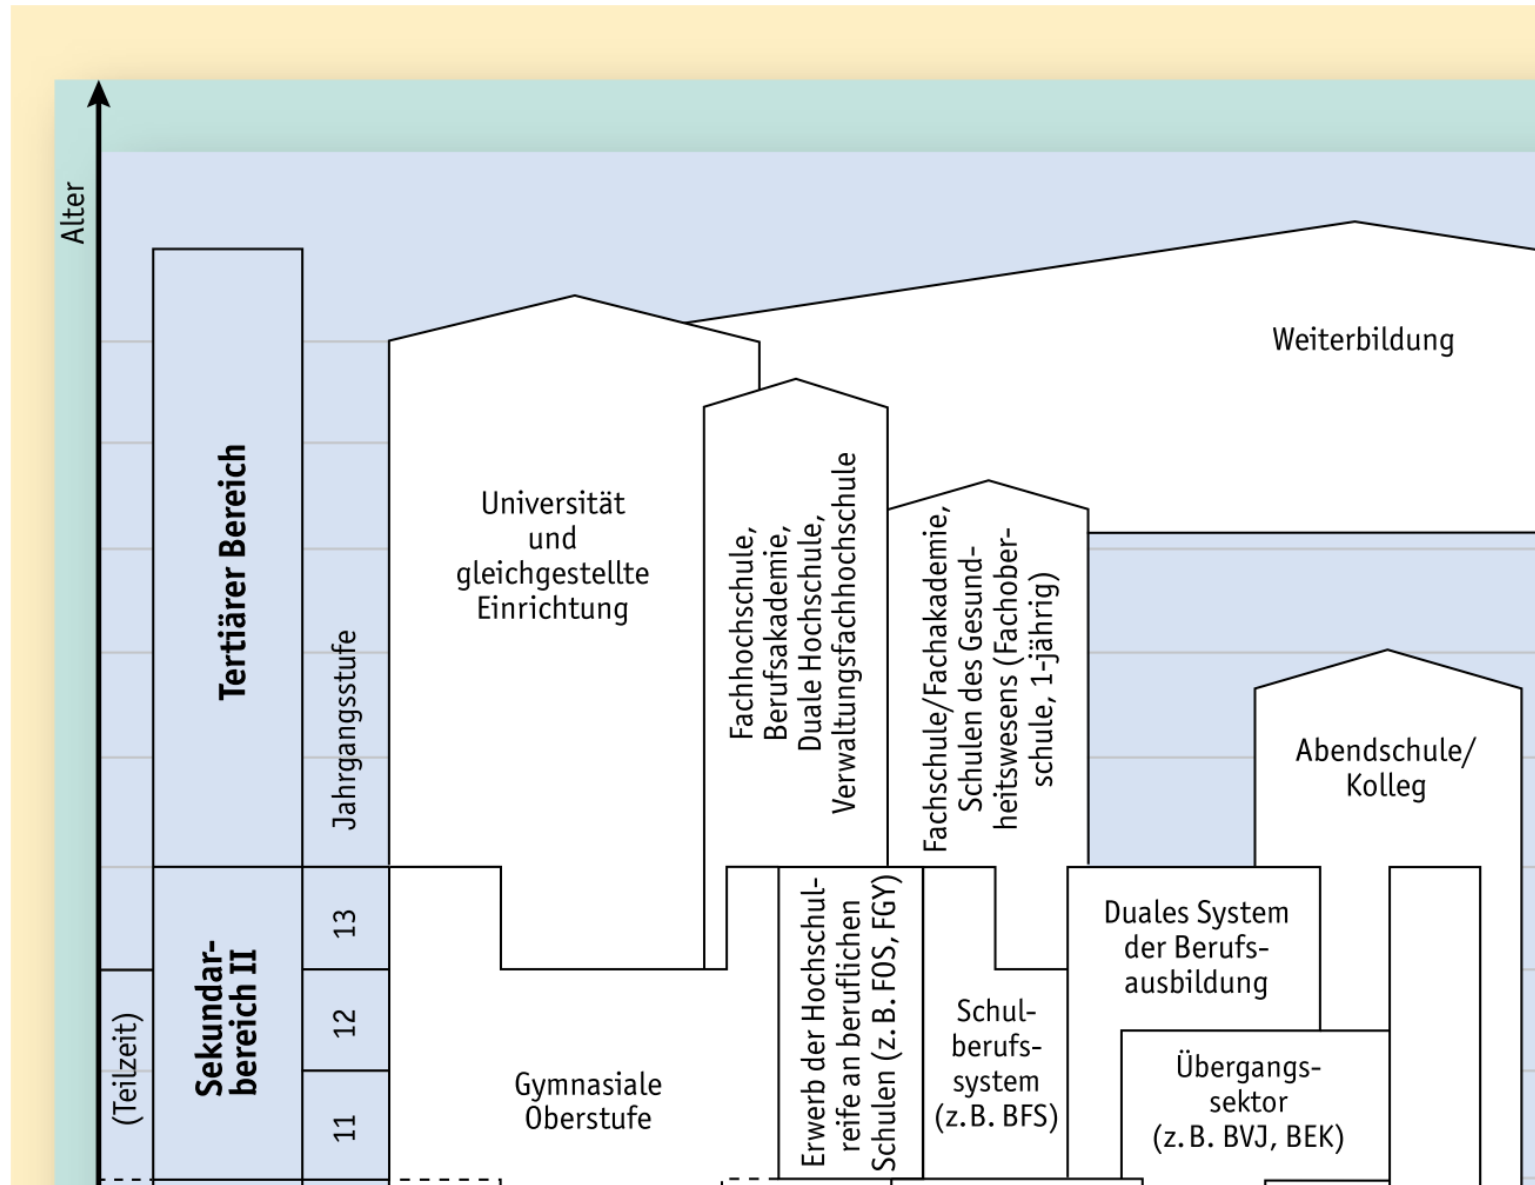 Alter
Weiterbildung
Tertiärer Bereich
Jahrgangsstufe
Universität
und
gleichgestellte
Einrichtung
Fachhochschule,
Berufsakademie,
Duale Hochschule,
Verwaltungsfachhochschule
Fachschule/Fachakademie,
Schulen des Gesund-
heitswesens (Fachober-
schule, 1-jährig)
Abendschule/
Kolleg
(Teilzeit)
Sekundar-
bereich II
13
12
11
Gymnasiale
Oberstufe
Erwerb der Hochschul-
reife an beruflichen
Schulen (z. B. FOS, FGY)
Schul-
berufs-
system
(z. B. BFS)
Duales System
der Berufs-
ausbildung
Übergangs-
sektor
(z. B. BVJ, BEK)